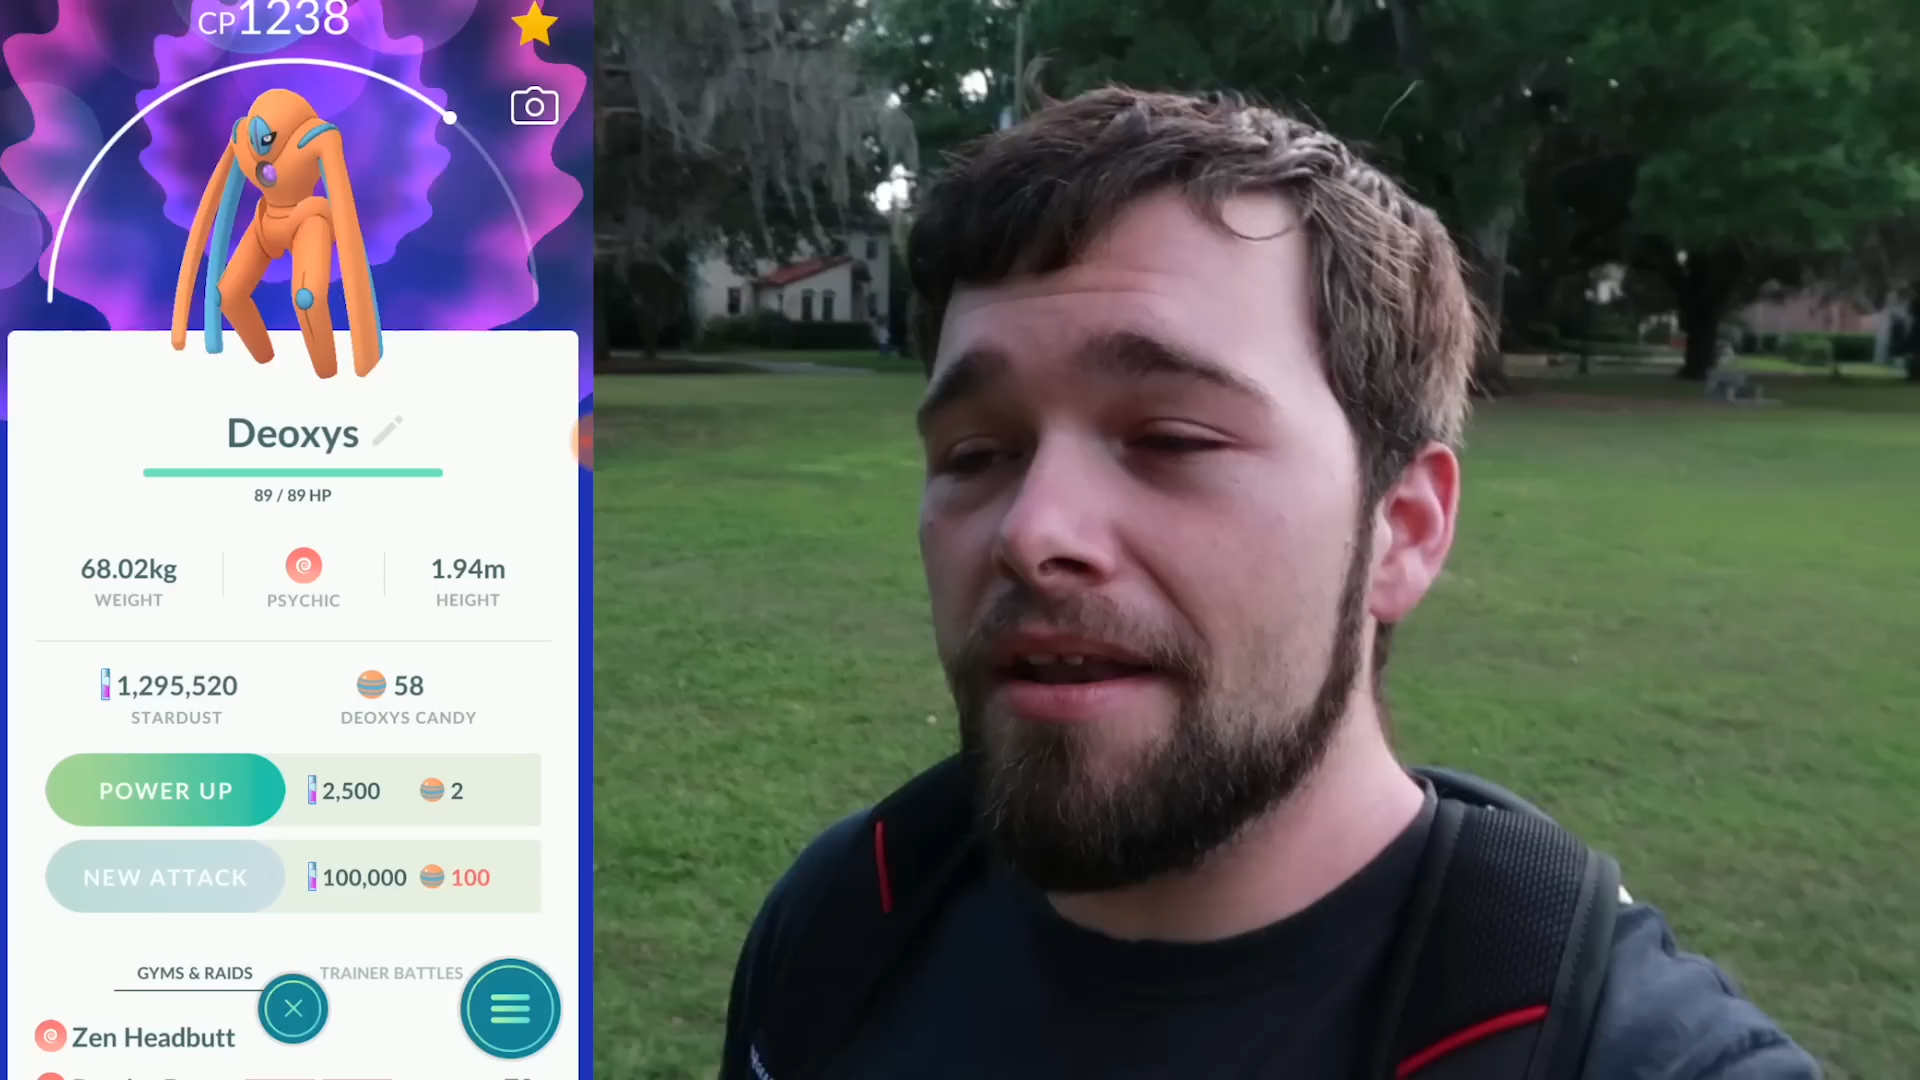 CP1238
Deoxys
89 / 89 HP
68.02kg
WEIGHT
PSYCHIC
1.94m
HEIGHT
1,295,520
STARDUST
58
DEOXYS CANDY
POWER UP
2,500
2
NEW ATTACK
100,000
100
GYMS & RAIDS
TRAINER BATTLES
Zen Headbutt